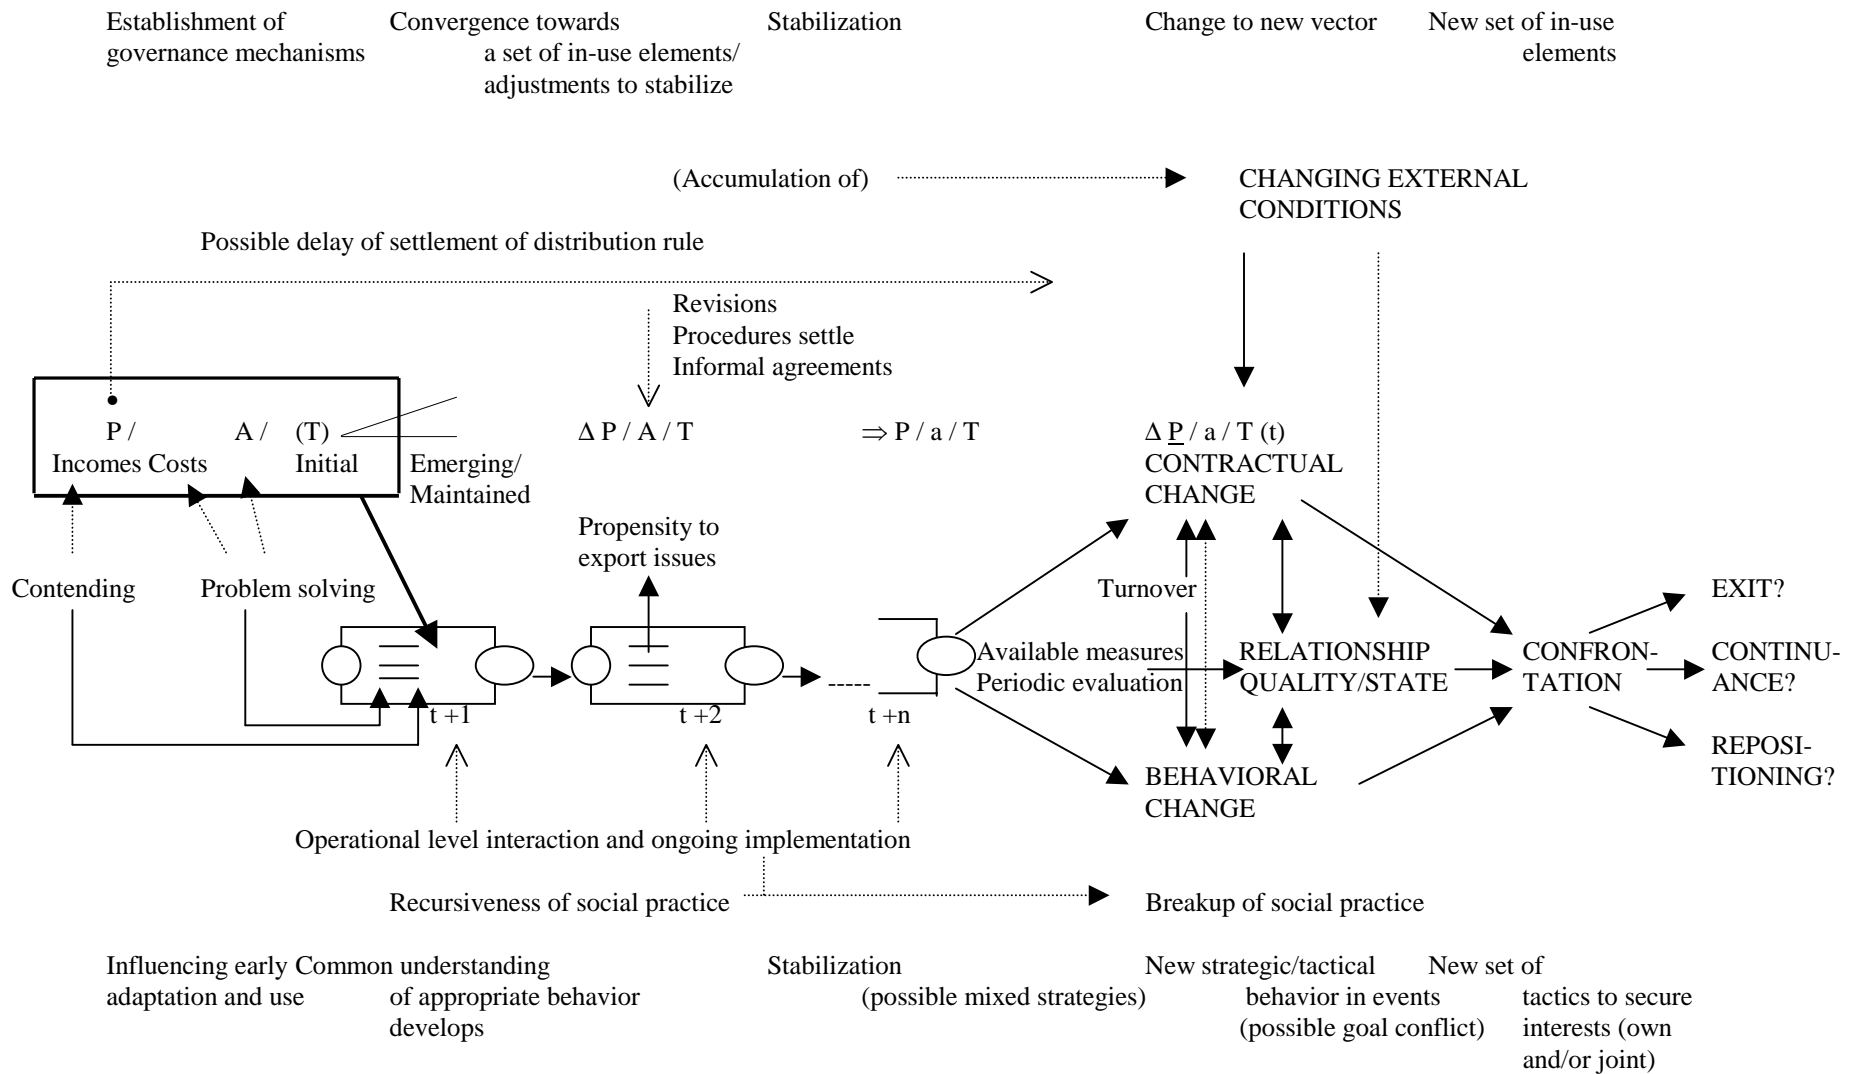 Establishment of
governance mechanisms
Convergence towards
a set of in-use elements/
adjustments to stabilize
Stabilization
Change to new vector
New set of in-use
elements
(Accumulation of)
CHANGING EXTERNAL
CONDITIONS
Possible delay of settlement of distribution rule
Revisions
Procedures settle
Informal agreements
P / A / (T)
Incomes Costs Initial
Emerging/
Maintained
Δ P / A / T
⇒ P / a / T
Δ P / a / T (t)
CONTRACTUAL
CHANGE
Propensity to
export issues
Contending
Problem solving
Turnover
EXIT?
Available measures
Periodic evaluation
RELATIONSHIP
QUALITY/STATE
CONFRON-
TATION
CONTINU-
ANCE?
t +1
t +2
t +n
REPOSI-
TIONING?
BEHAVIORAL
CHANGE
Operational level interaction and ongoing implementation
Recursiveness of social practice
Breakup of social practice
Influencing early
adaptation and use
Common understanding
of appropriate behavior
develops
Stabilization
(possible mixed strategies)
New strategic/tactical
behavior in events
(possible goal conflict)
New set of
tactics to secure
interests (own
and/or joint)